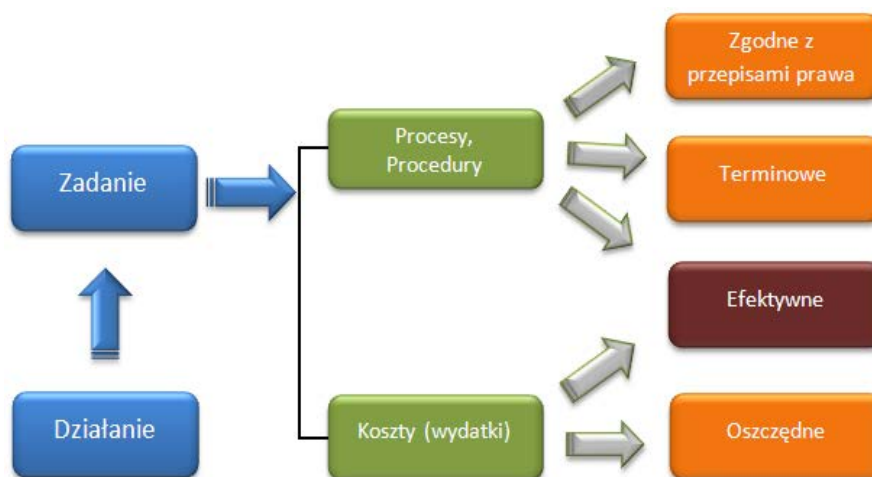 Zgodne z
przepisami prawa
Procesy,
Procedury
Zadanie
Terminowe
Efektywne
Działanie
Koszty (wydatki)
Oszczędne